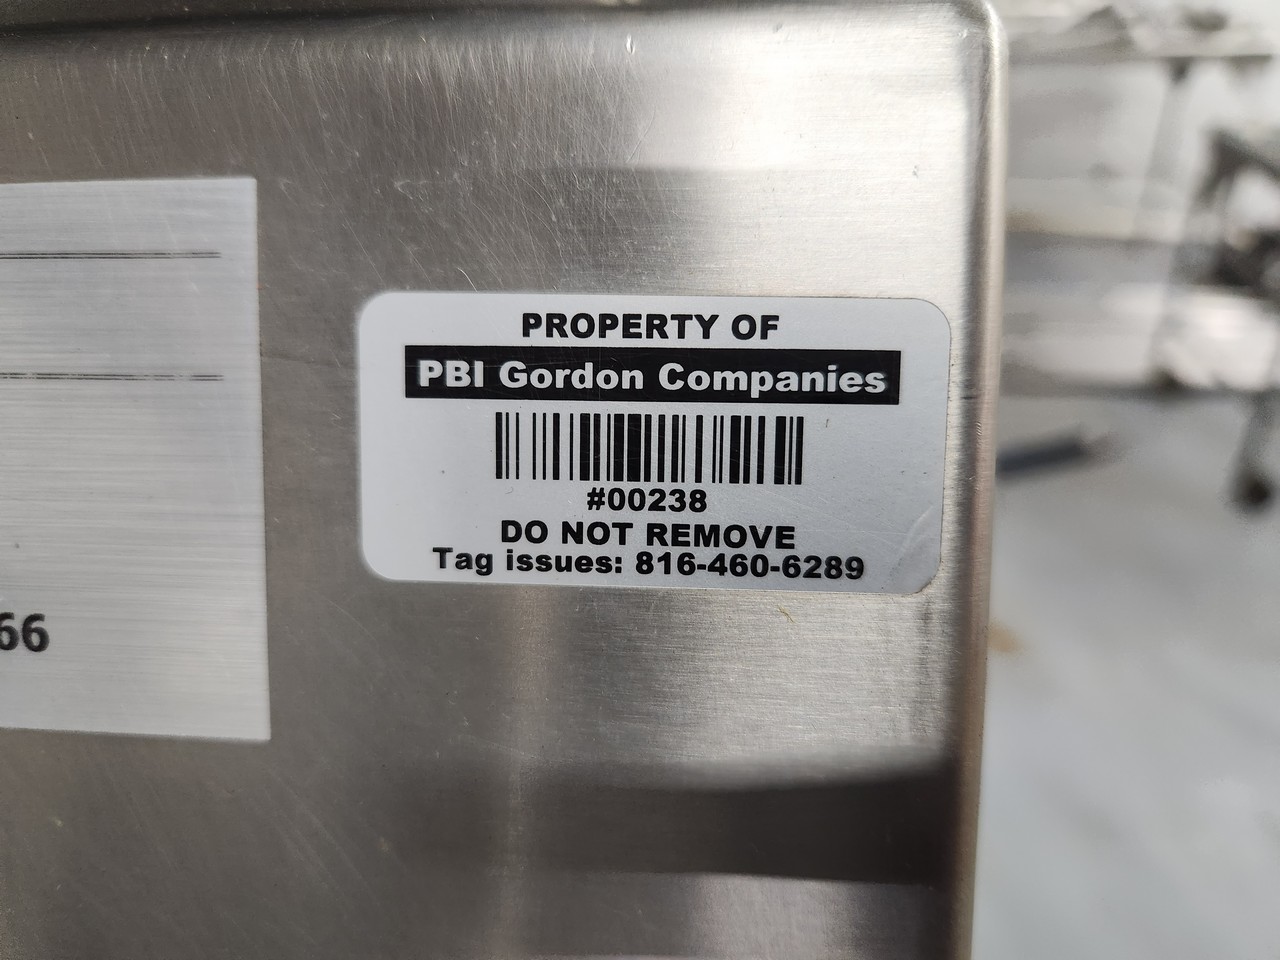 PROPERTY OF
PBI Gordon Companies
#00238
DO NOT REMOVE
Tag issues: 816-460-6289
66